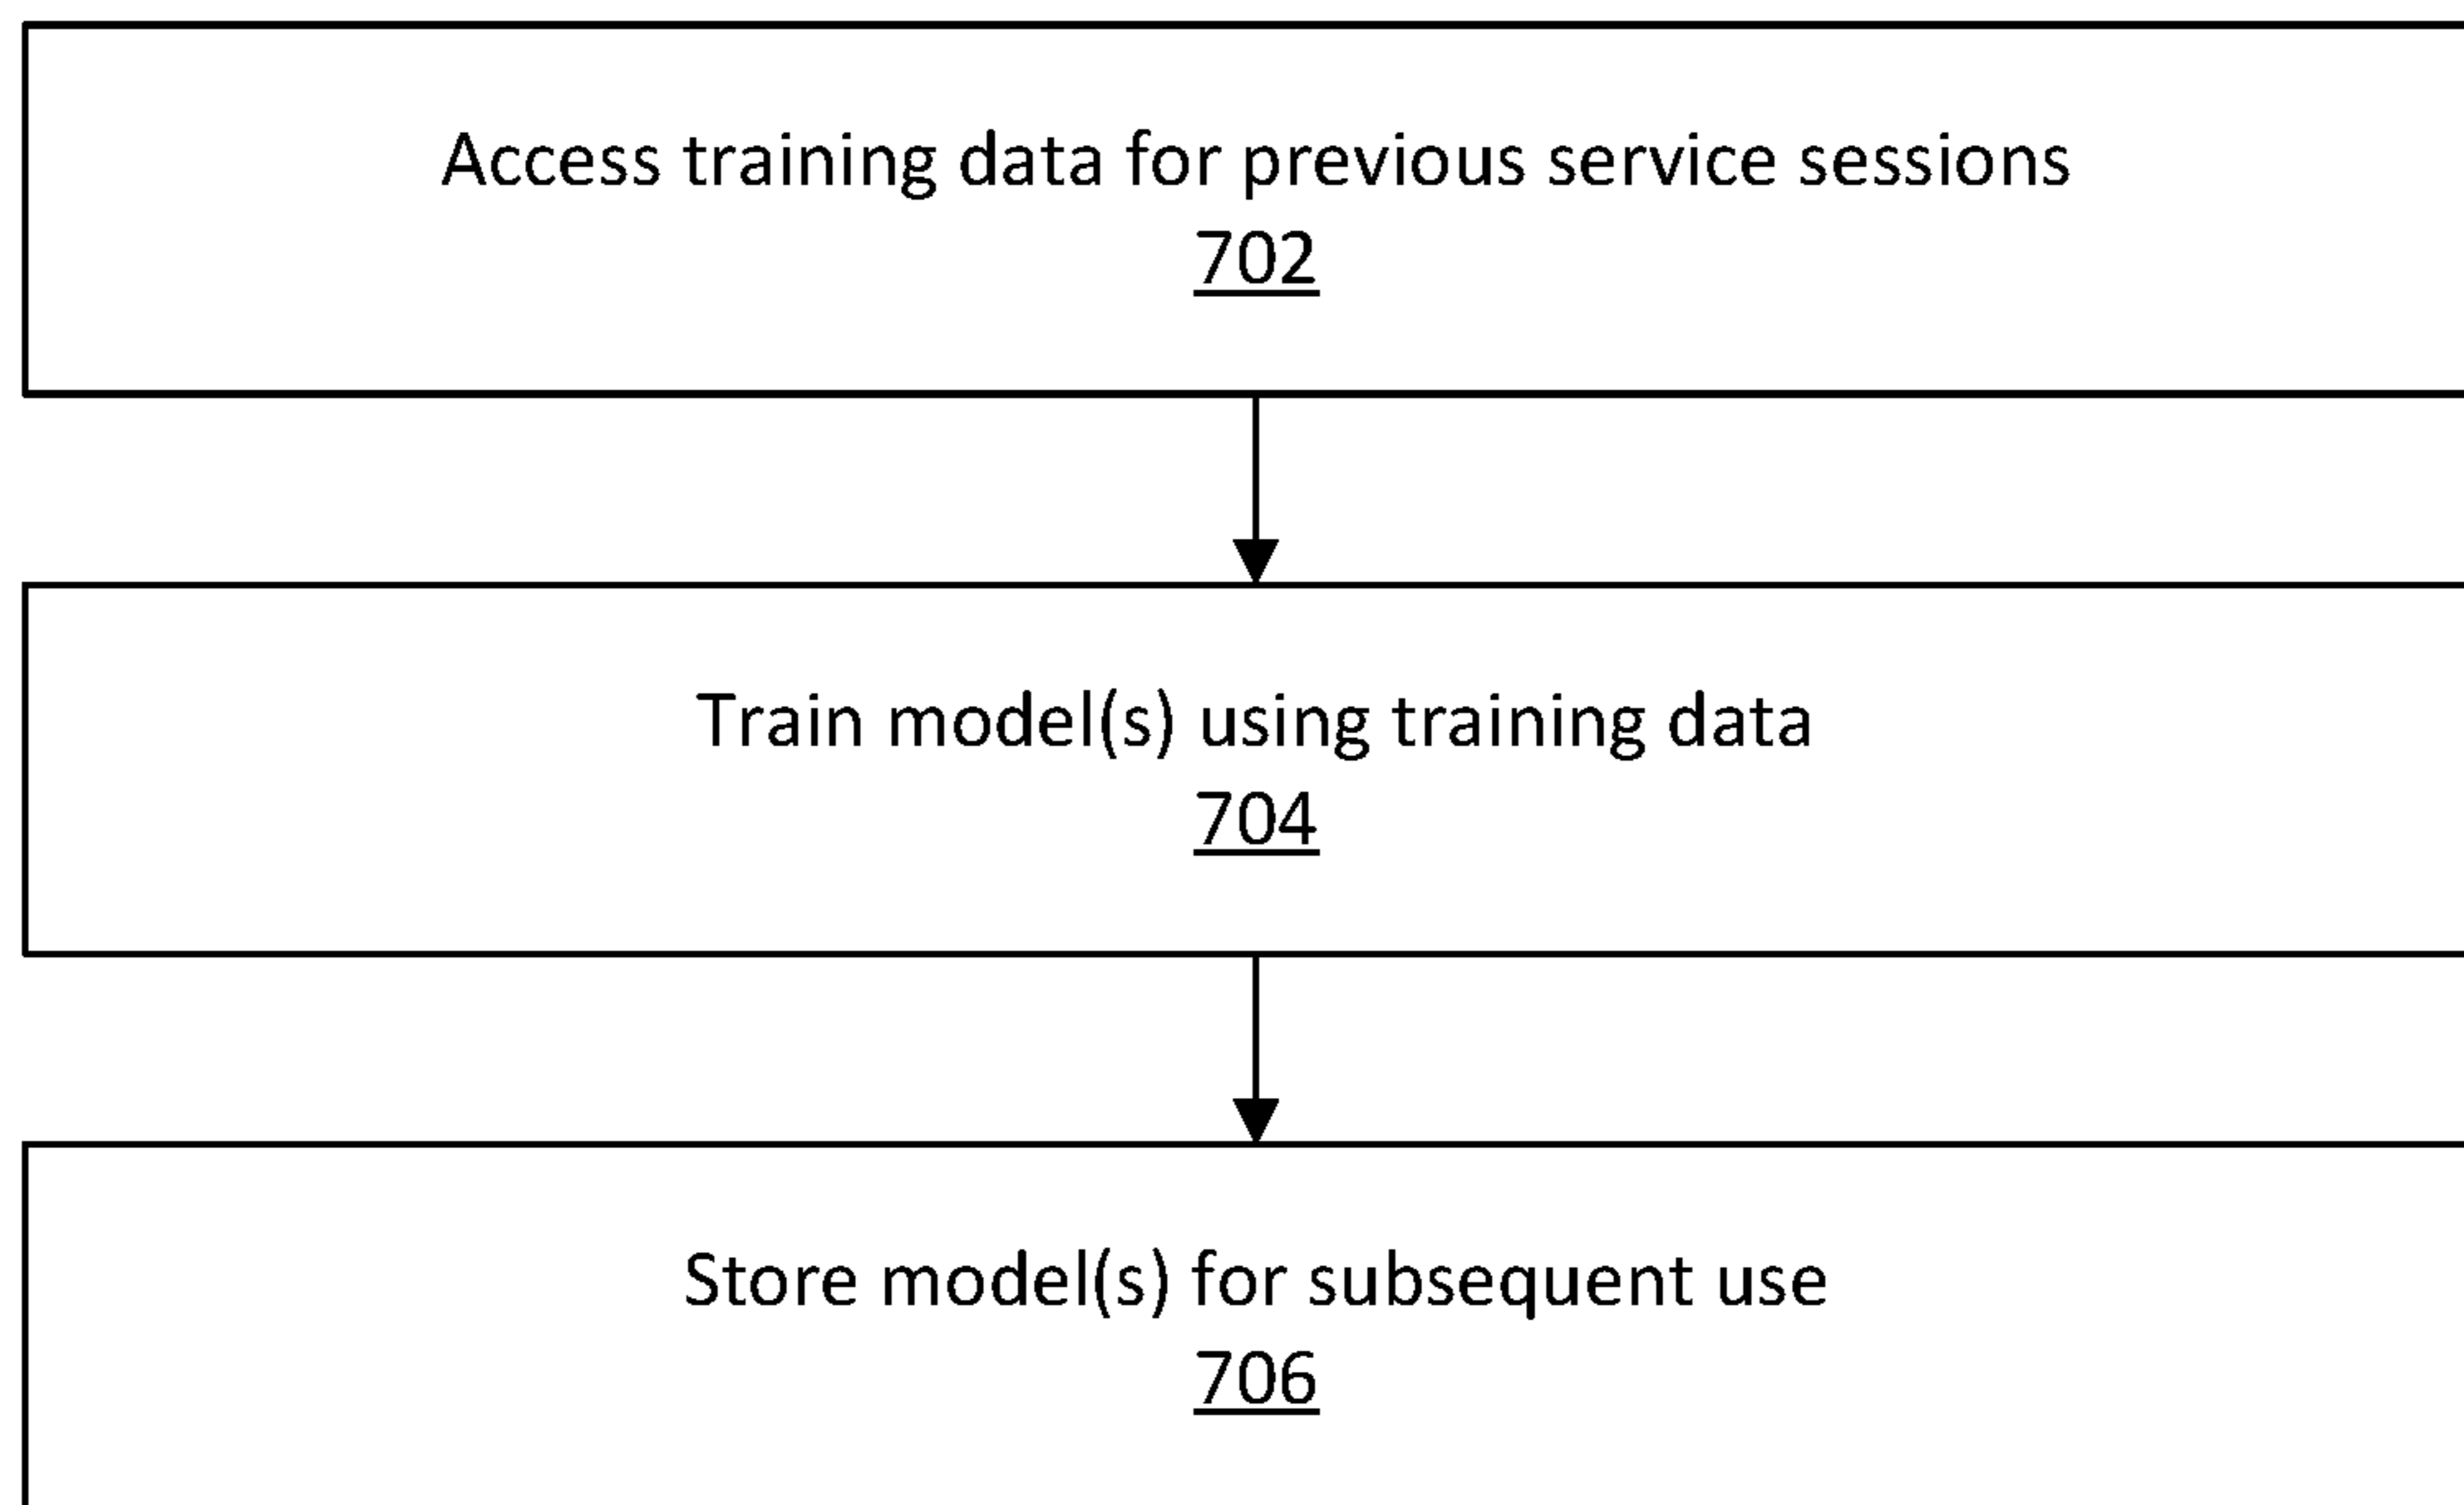 Access training data for previous service sessions
702
Train model(s) using training data
704
Store model(s) for subsequent use
706